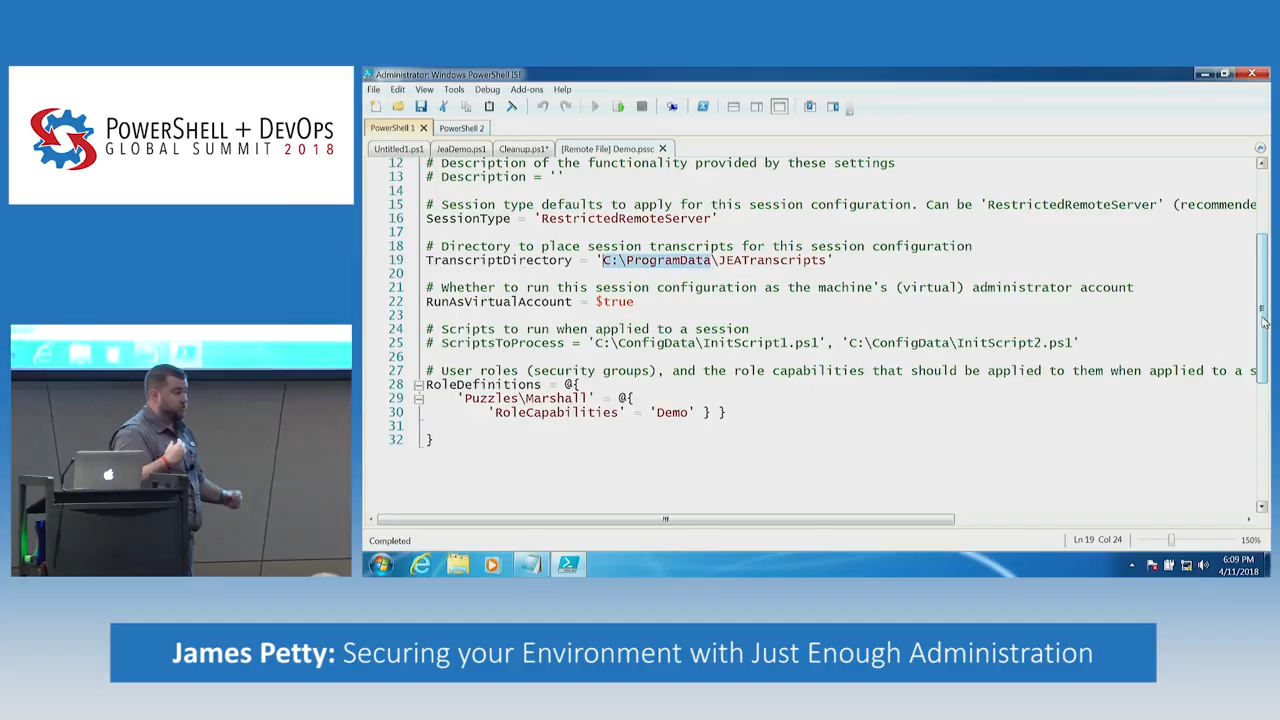 POWERSHELL + DEVOPS
GLOBAL SUMMIT 2018
Administrator: Windows PowerShell ISE
File Edit View Tools Debug Add-ons Help
PowerShell 1 PowerShell 2
Untitled1.ps1 JeaDemo.ps1 Cleanup.ps1* [Remote File] Demo.pssc
12 # Description of the functionality provided by these settings
13 # Description = ''
14
15 # Session type defaults to apply for this session configuration. Can be 'RestrictedRemoteServer' (recommende
16 SessionType = 'RestrictedRemoteServer'
17
18 # Directory to place session transcripts for this session configuration
19 TranscriptDirectory = 'C:\ProgramData\JEATranscripts'
20
21 # Whether to run this session configuration as the machine's (virtual) administrator account
22 RunAsVirtualAccount = $true
23
24 # Scripts to run when applied to a session
25 # ScriptsToProcess = 'C:\ConfigData\InitScript1.ps1', 'C:\ConfigData\InitScript2.ps1'
26
27 # User roles (security groups), and the role capabilities that should be applied to them when applied to a s
28 RoleDefinitions = @{
29 'Puzzles\Marshall' = @{
30 'RoleCapabilities' = 'Demo' } }
31
32 }
Completed
Ln 19 Col 24
150%
6:09 PM
4/11/2018
James Petty: Securing your Environment with Just Enough Administration